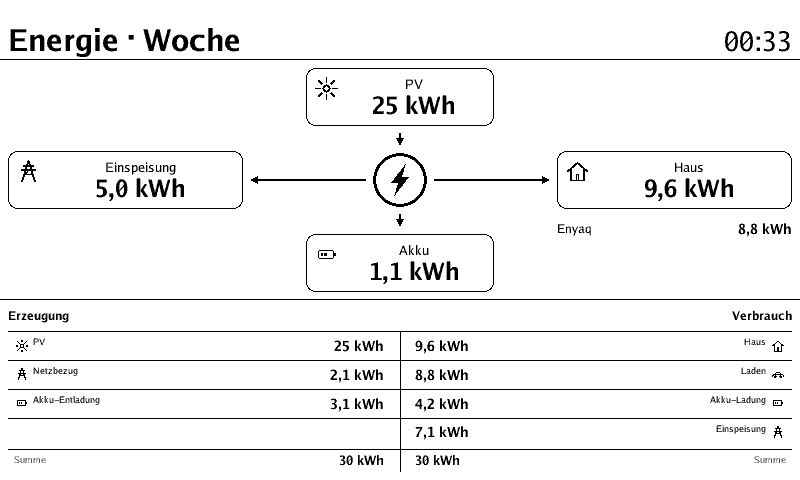 Energie · Woche
00:33
PV
25 kWh
Einspeisung
5,0 kWh
Haus
9,6 kWh
Enyaq 8,8 kWh
Akku
1,1 kWh
Erzeugung Verbrauch
PV 25 kWh 9,6 kWh Haus
Netzbezug 2,1 kWh 8,8 kWh Laden
Akku-Entladung 3,1 kWh 4,2 kWh Akku-Ladung
7,1 kWh Einspeisung
Summe 30 kWh 30 kWh Summe